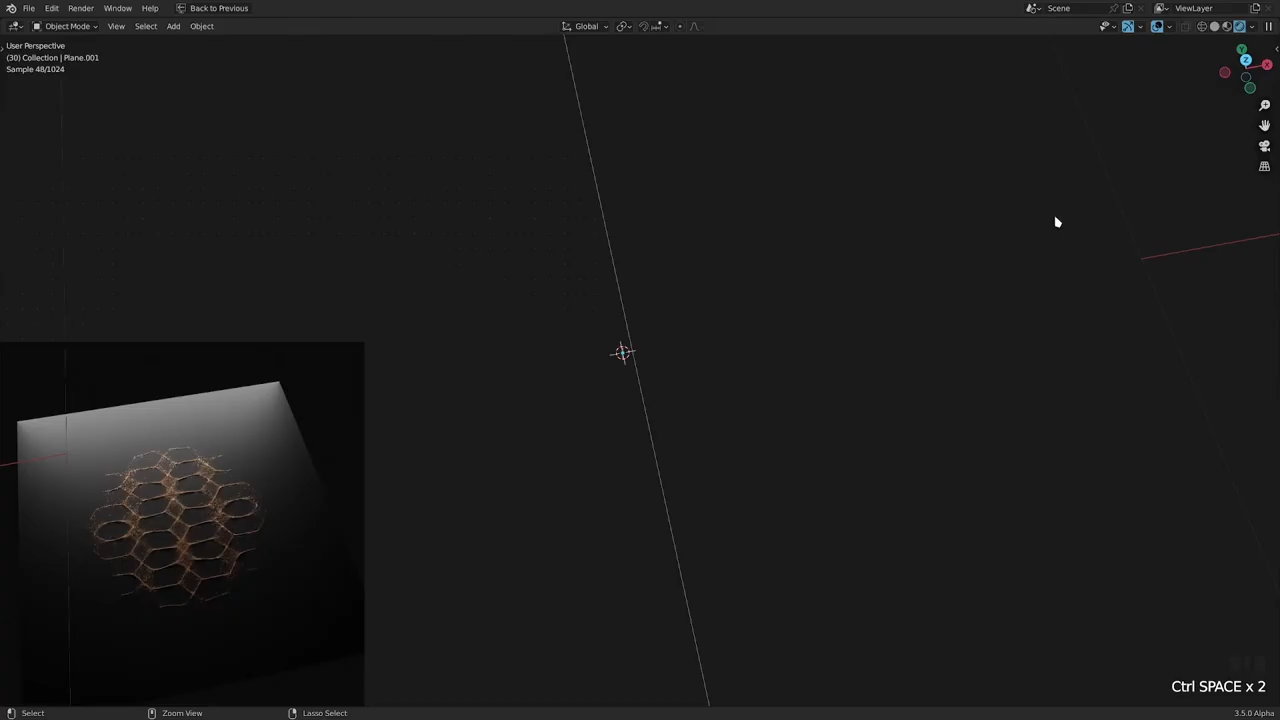 File Edit Render Window Help Back to Previous Scene ViewLayer
Object Mode View Select Add Object Global
User Perspective
(30) Collection | Plane.001
Sample 48/1024
Y
Z
X
Ctrl SPACE x 2
Select Zoom View Lasso Select 3.5.0 Alpha